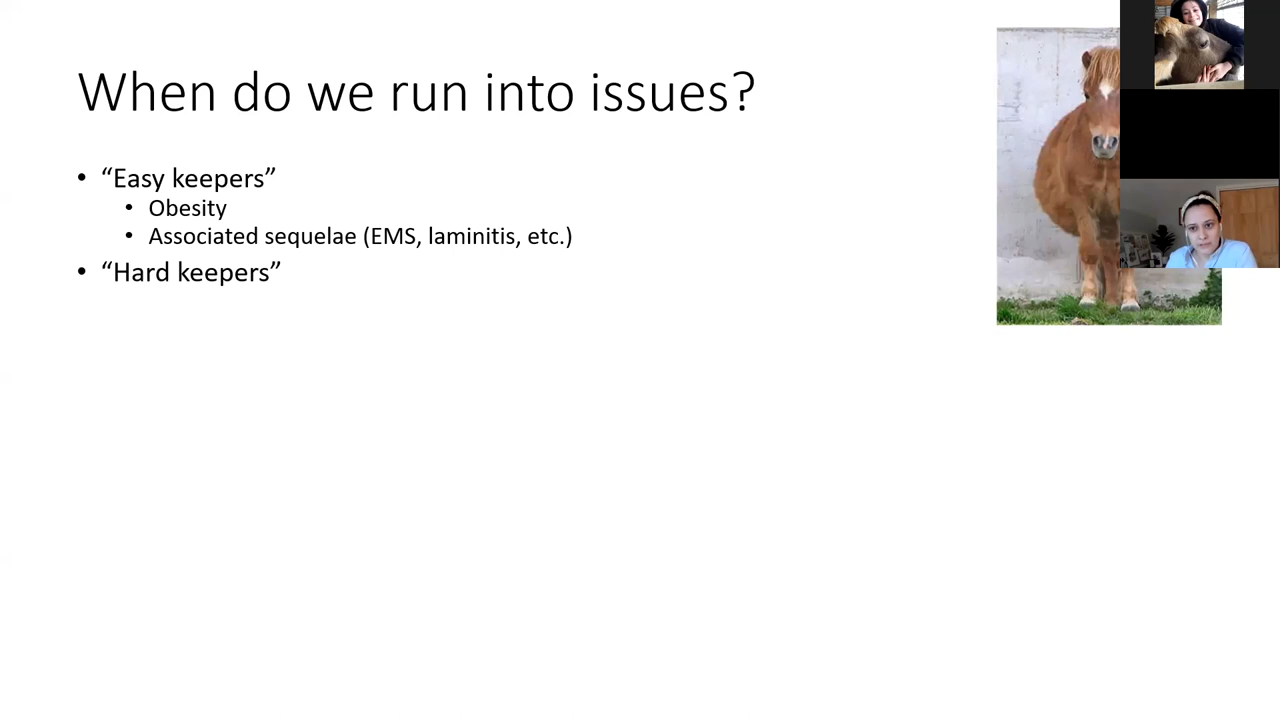 When do we run into issues?
• “Easy keepers”
• Obesity
• Associated sequelae (EMS, laminitis, etc.)
• “Hard keepers”